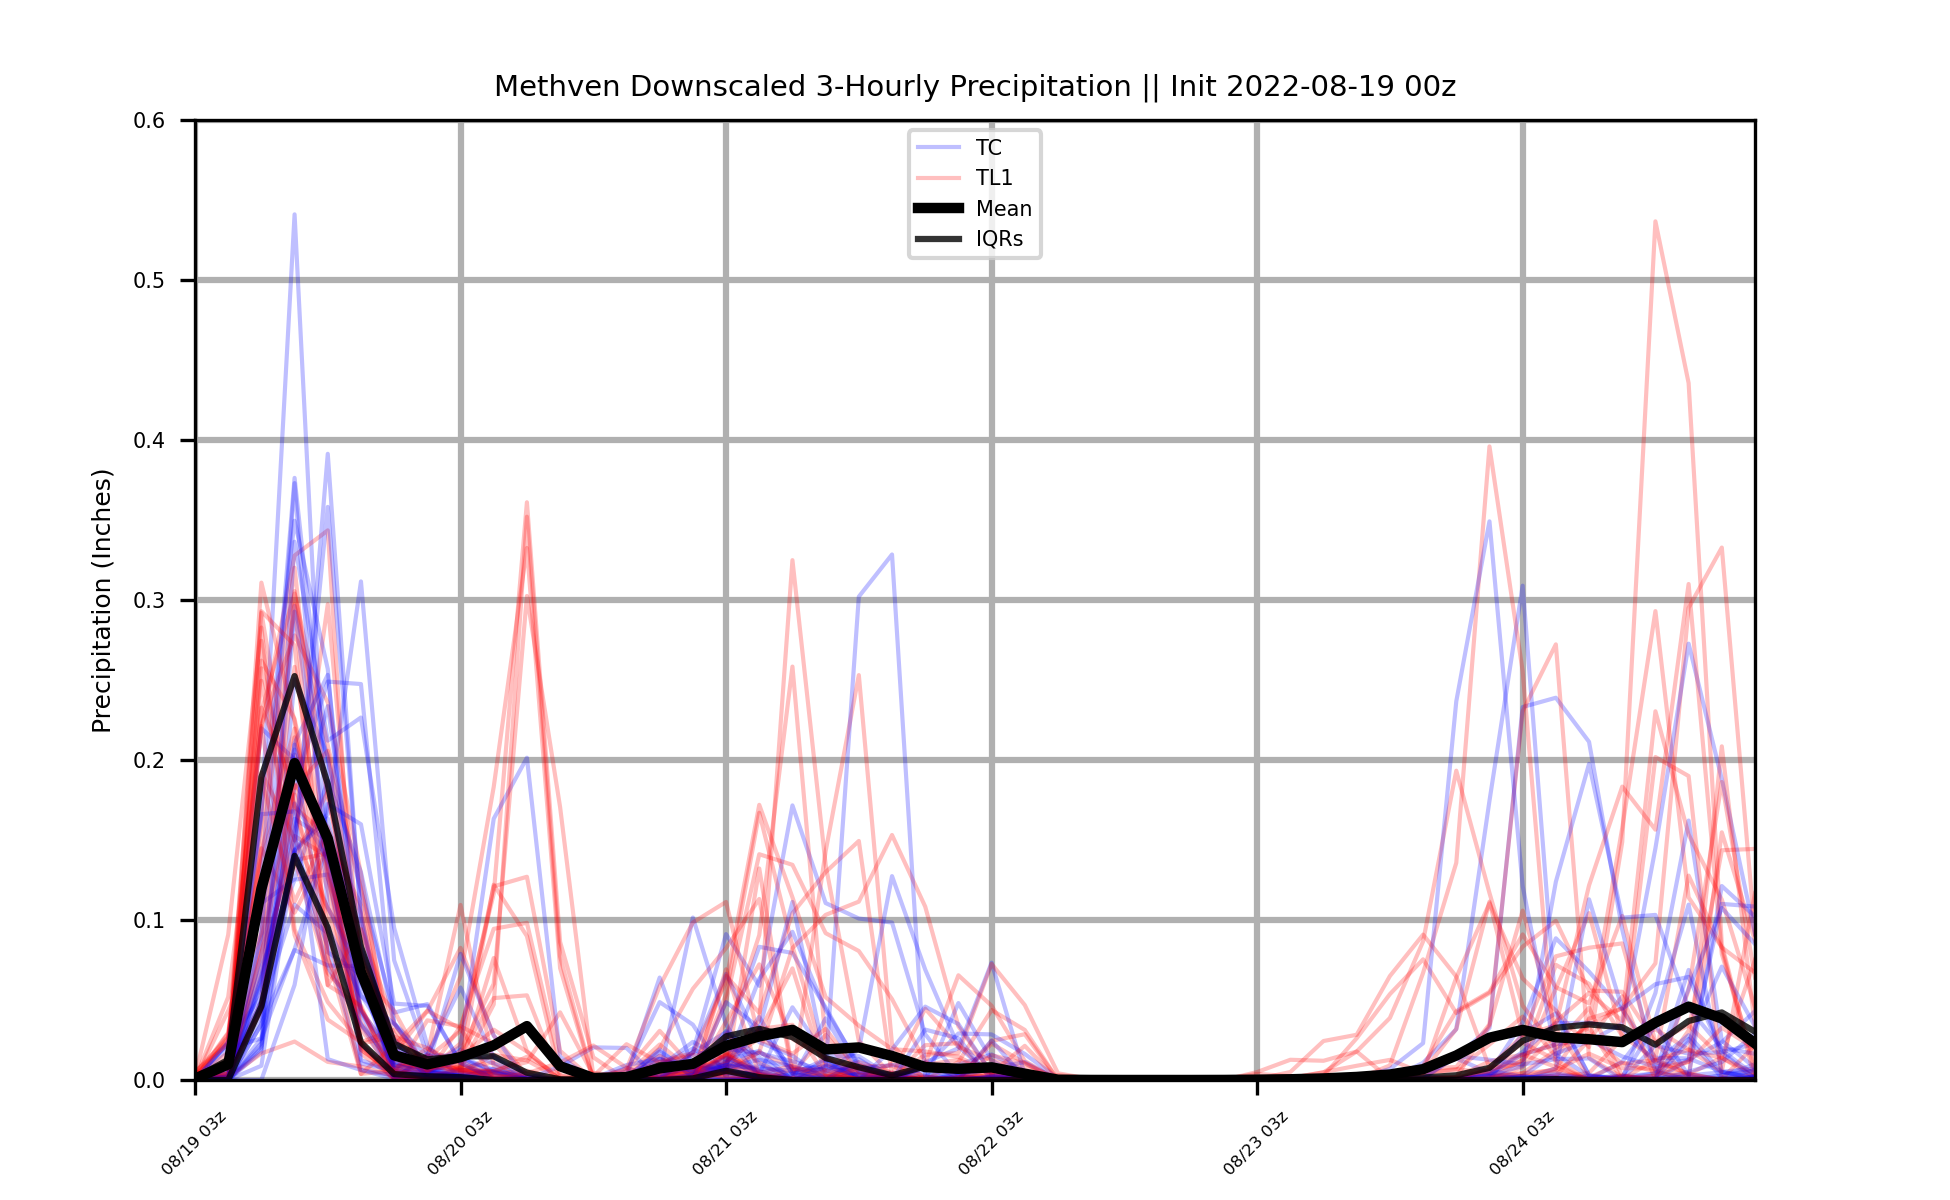 Methven Downscaled 3-Hourly Precipitation || Init 2022-08-19 00z
TC
TL1
Mean
IQRs
Precipitation (Inches)
0.6
0.5
0.4
0.3
0.2
0.1
0.0
08/19 03z
08/20 03z
08/21 03z
08/22 03z
08/23 03z
08/24 03z